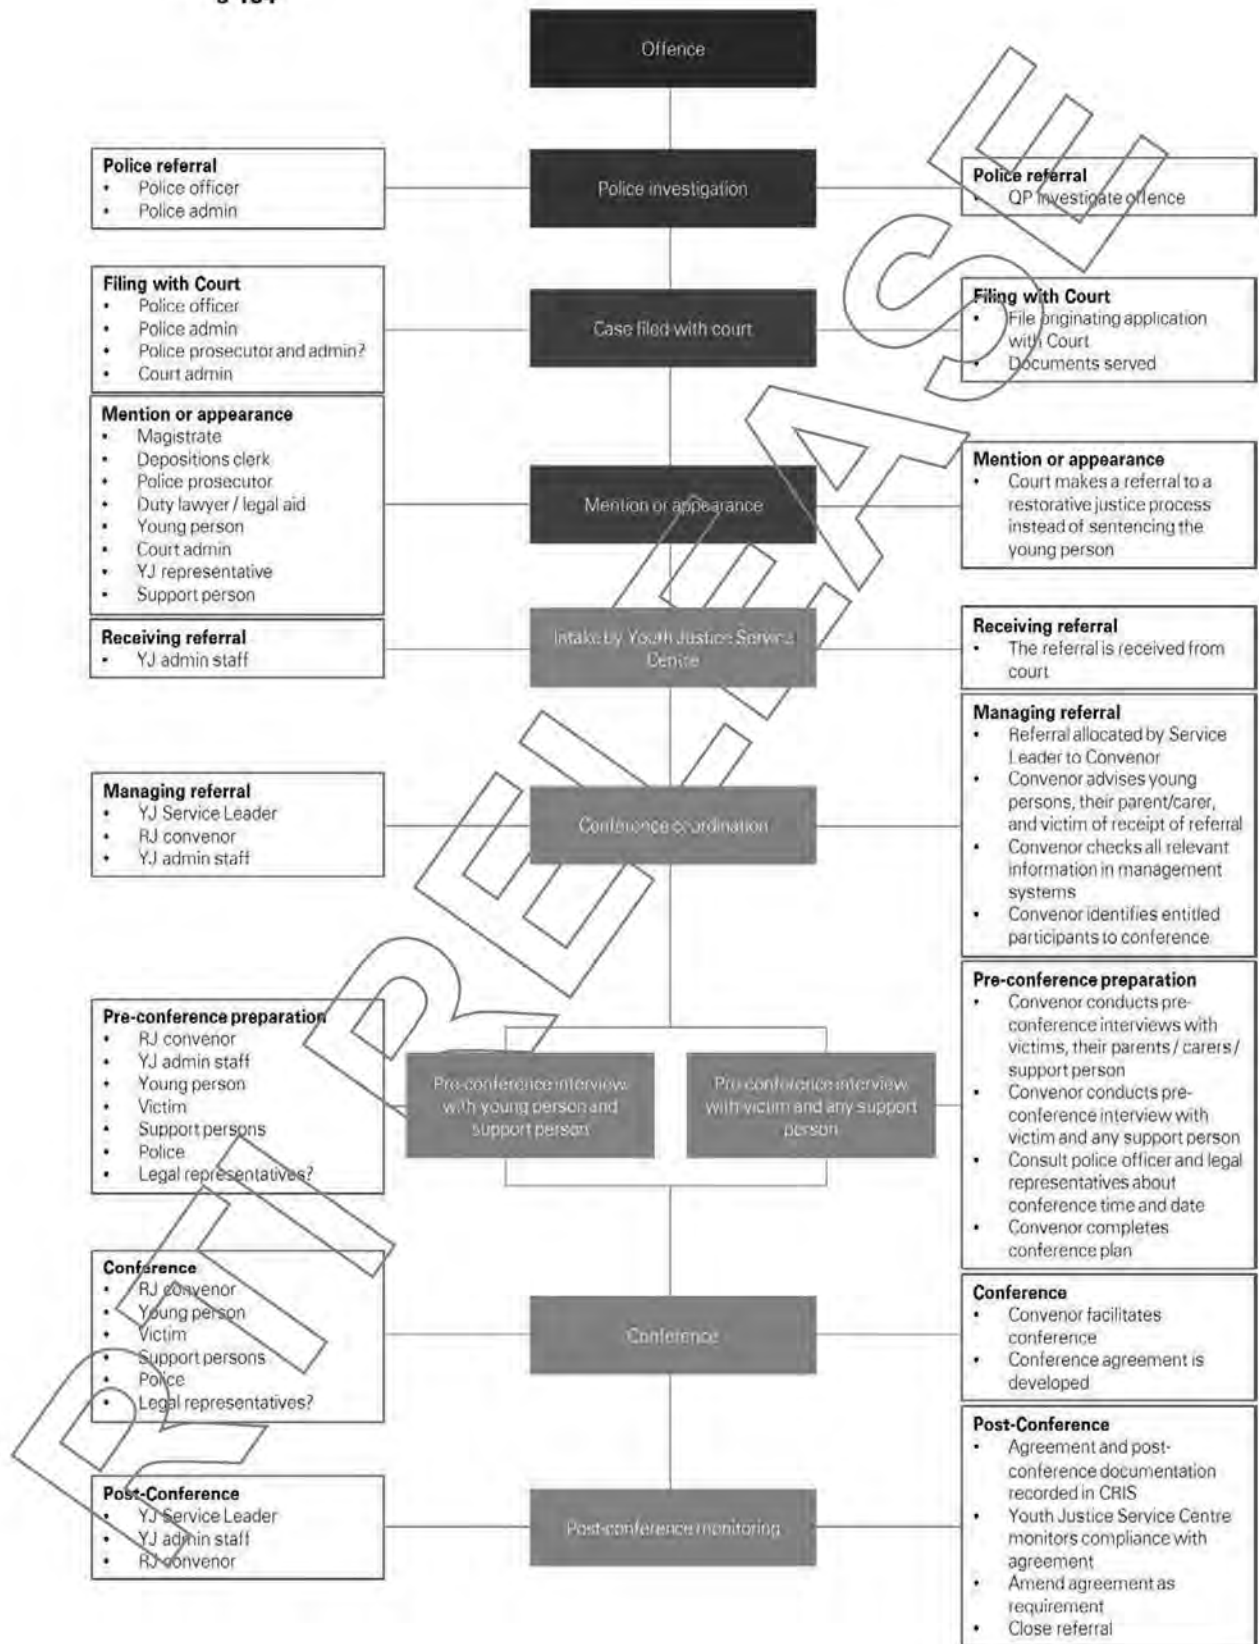 Offence
Police referral
• Police officer
• Police admin
Police investigation
Police referral
• QP investigate offence
Filing with Court
• Police officer
• Police admin
• Police prosecutor and admin?
• Court admin
Case filed with court
Filing with Court
• File originating application
with Court
• Documents served
Mention or appearance
• Magistrate
• Depositions clerk
• Police prosecutor
• Duty lawyer / legal aid
• Young person
• Court admin
• YJ representative
• Support person
Mention or appearance
Mention or appearance
• Court makes a referral to a
restorative justice process
instead of sentencing the
young person
Receiving referral
• YJ admin staff
Intake by Youth Justice Service
Centre
Receiving referral
• The referral is received from
court
Managing referral
• YJ Service Leader
• RJ convenor
• YJ admin staff
Conference coordination
Managing referral
• Referral allocated by Service
Leader to Convenor
• Convenor advises young
persons, their parent/carer,
and victim of receipt of referral
• Convenor checks all relevant
information in management
systems
• Convenor identifies entitled
participants to conference
Pre-conference preparation
• RJ convenor
• YJ admin staff
• Young person
• Victim
• Support persons
• Police
• Legal representatives?
Pre-conference interview
with young person and
support person
Pre-conference interview
with victim and any support
person
Pre-conference preparation
• Convenor conducts pre-
conference interviews with
victims, their parents / carers /
support person
• Convenor conducts pre-
conference interview with
victim and any support person
• Consult police officer and legal
representatives about
conference time and date
• Convenor completes
conference plan
Conference
• RJ convenor
• Young person
• Victim
• Support persons
• Police
• Legal representatives?
Conference
Conference
• Convenor facilitates
conference
• Conference agreement is
developed
Post-Conference
• YJ Service Leader
• YJ admin staff
• RJ convenor
Post-conference monitoring
Post-Conference
• Agreement and post-
conference documentation
recorded in CRIS
• Youth Justice Service Centre
monitors compliance with
agreement
• Amend agreement as
requirement
• Close referral
RTI RELEASE